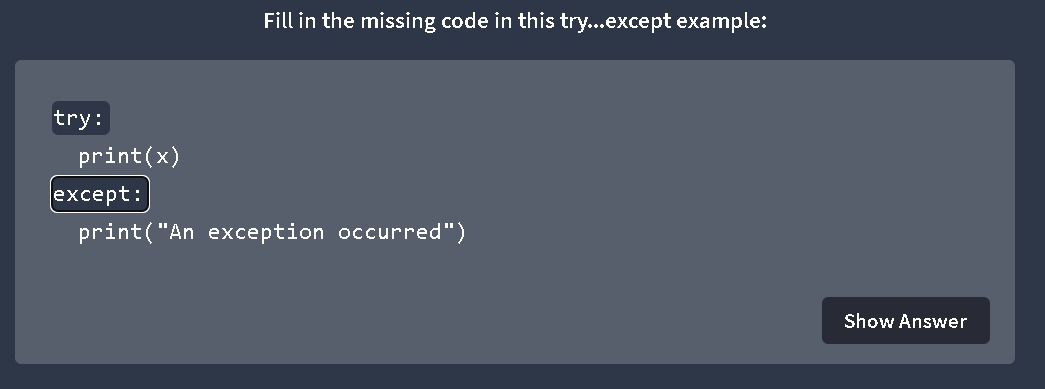 Fill in the missing code in this try...except example:
try:
  print(x)
except:
  print("An exception occurred")
Show Answer